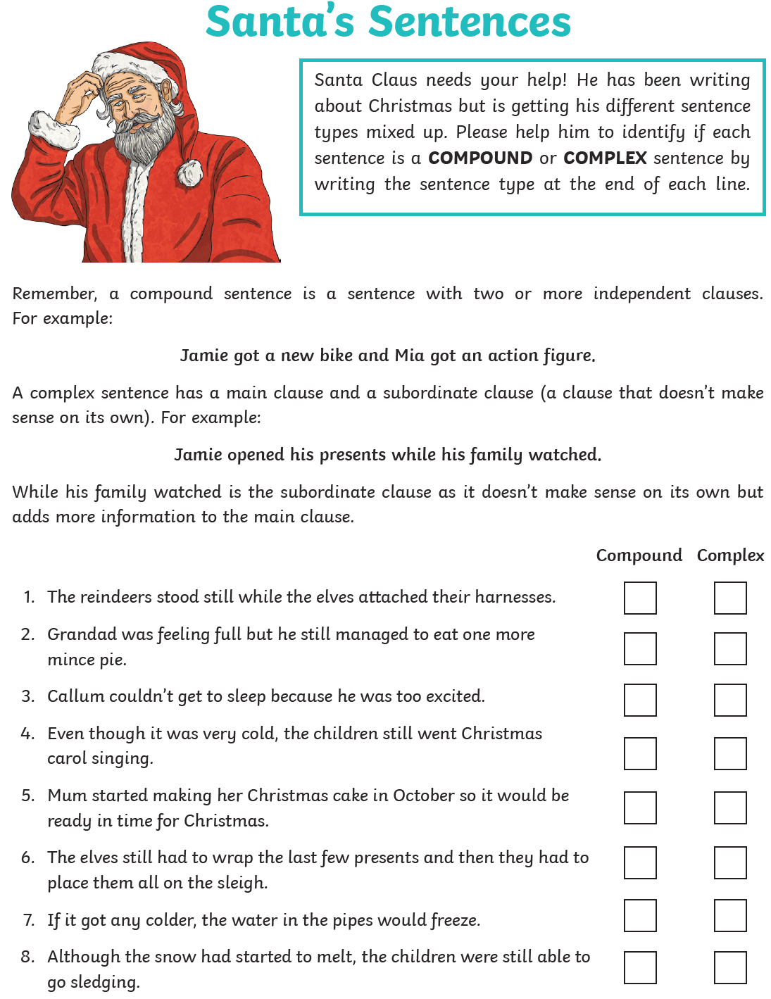 Santa's Sentences
Santa Claus needs your help! He has been writing
about Christmas but is getting his different sentence
types mixed up. Please help him to identify if each
sentence is a COMPOUND or COMPLEX sentence by
writing the sentence type at the end of each line.
Remember, a compound sentence is a sentence with two or more independent clauses.
For example:
Jamie got a new bike and Mia got an action figure.
A complex sentence has a main clause and a subordinate clause (a clause that doesn't make
sense on its own). For example:
Jamie opened his presents while his family watched.
While his family watched is the subordinate clause as it doesn't make sense on its own but
adds more information to the main clause.
Compound Complex
1. The reindeers stood still while the elves attached their harnesses.
2. Grandad was feeling full but he still managed to eat one more
mince pie.
3. Callum couldn't get to sleep because he was too excited.
4. Even though it was very cold, the children still went Christmas
carol singing.
5. Mum started making her Christmas cake in October so it would be
ready in time for Christmas.
6. The elves still had to wrap the last few presents and then they had to
place them all on the sleigh.
7. If it got any colder, the water in the pipes would freeze.
8. Although the snow had started to melt, the children were still able to
go sledging.